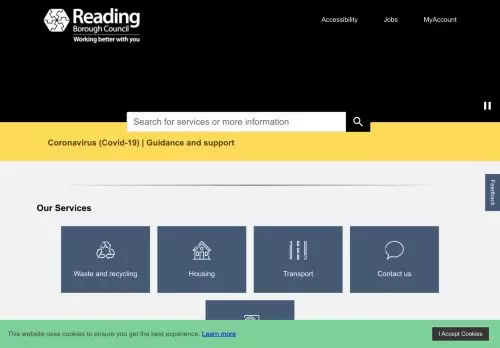 Reading
Borough Council
Working better with you
Accessibility
Jobs
MyAccount
Search for services or more information
Coronavirus (Covid-19) | Guidance and support
Feedback
Our Services
Waste and recycling
Housing
Transport
Contact us
This website uses cookies to ensure you get the best experience. Learn more
I Accept Cookies